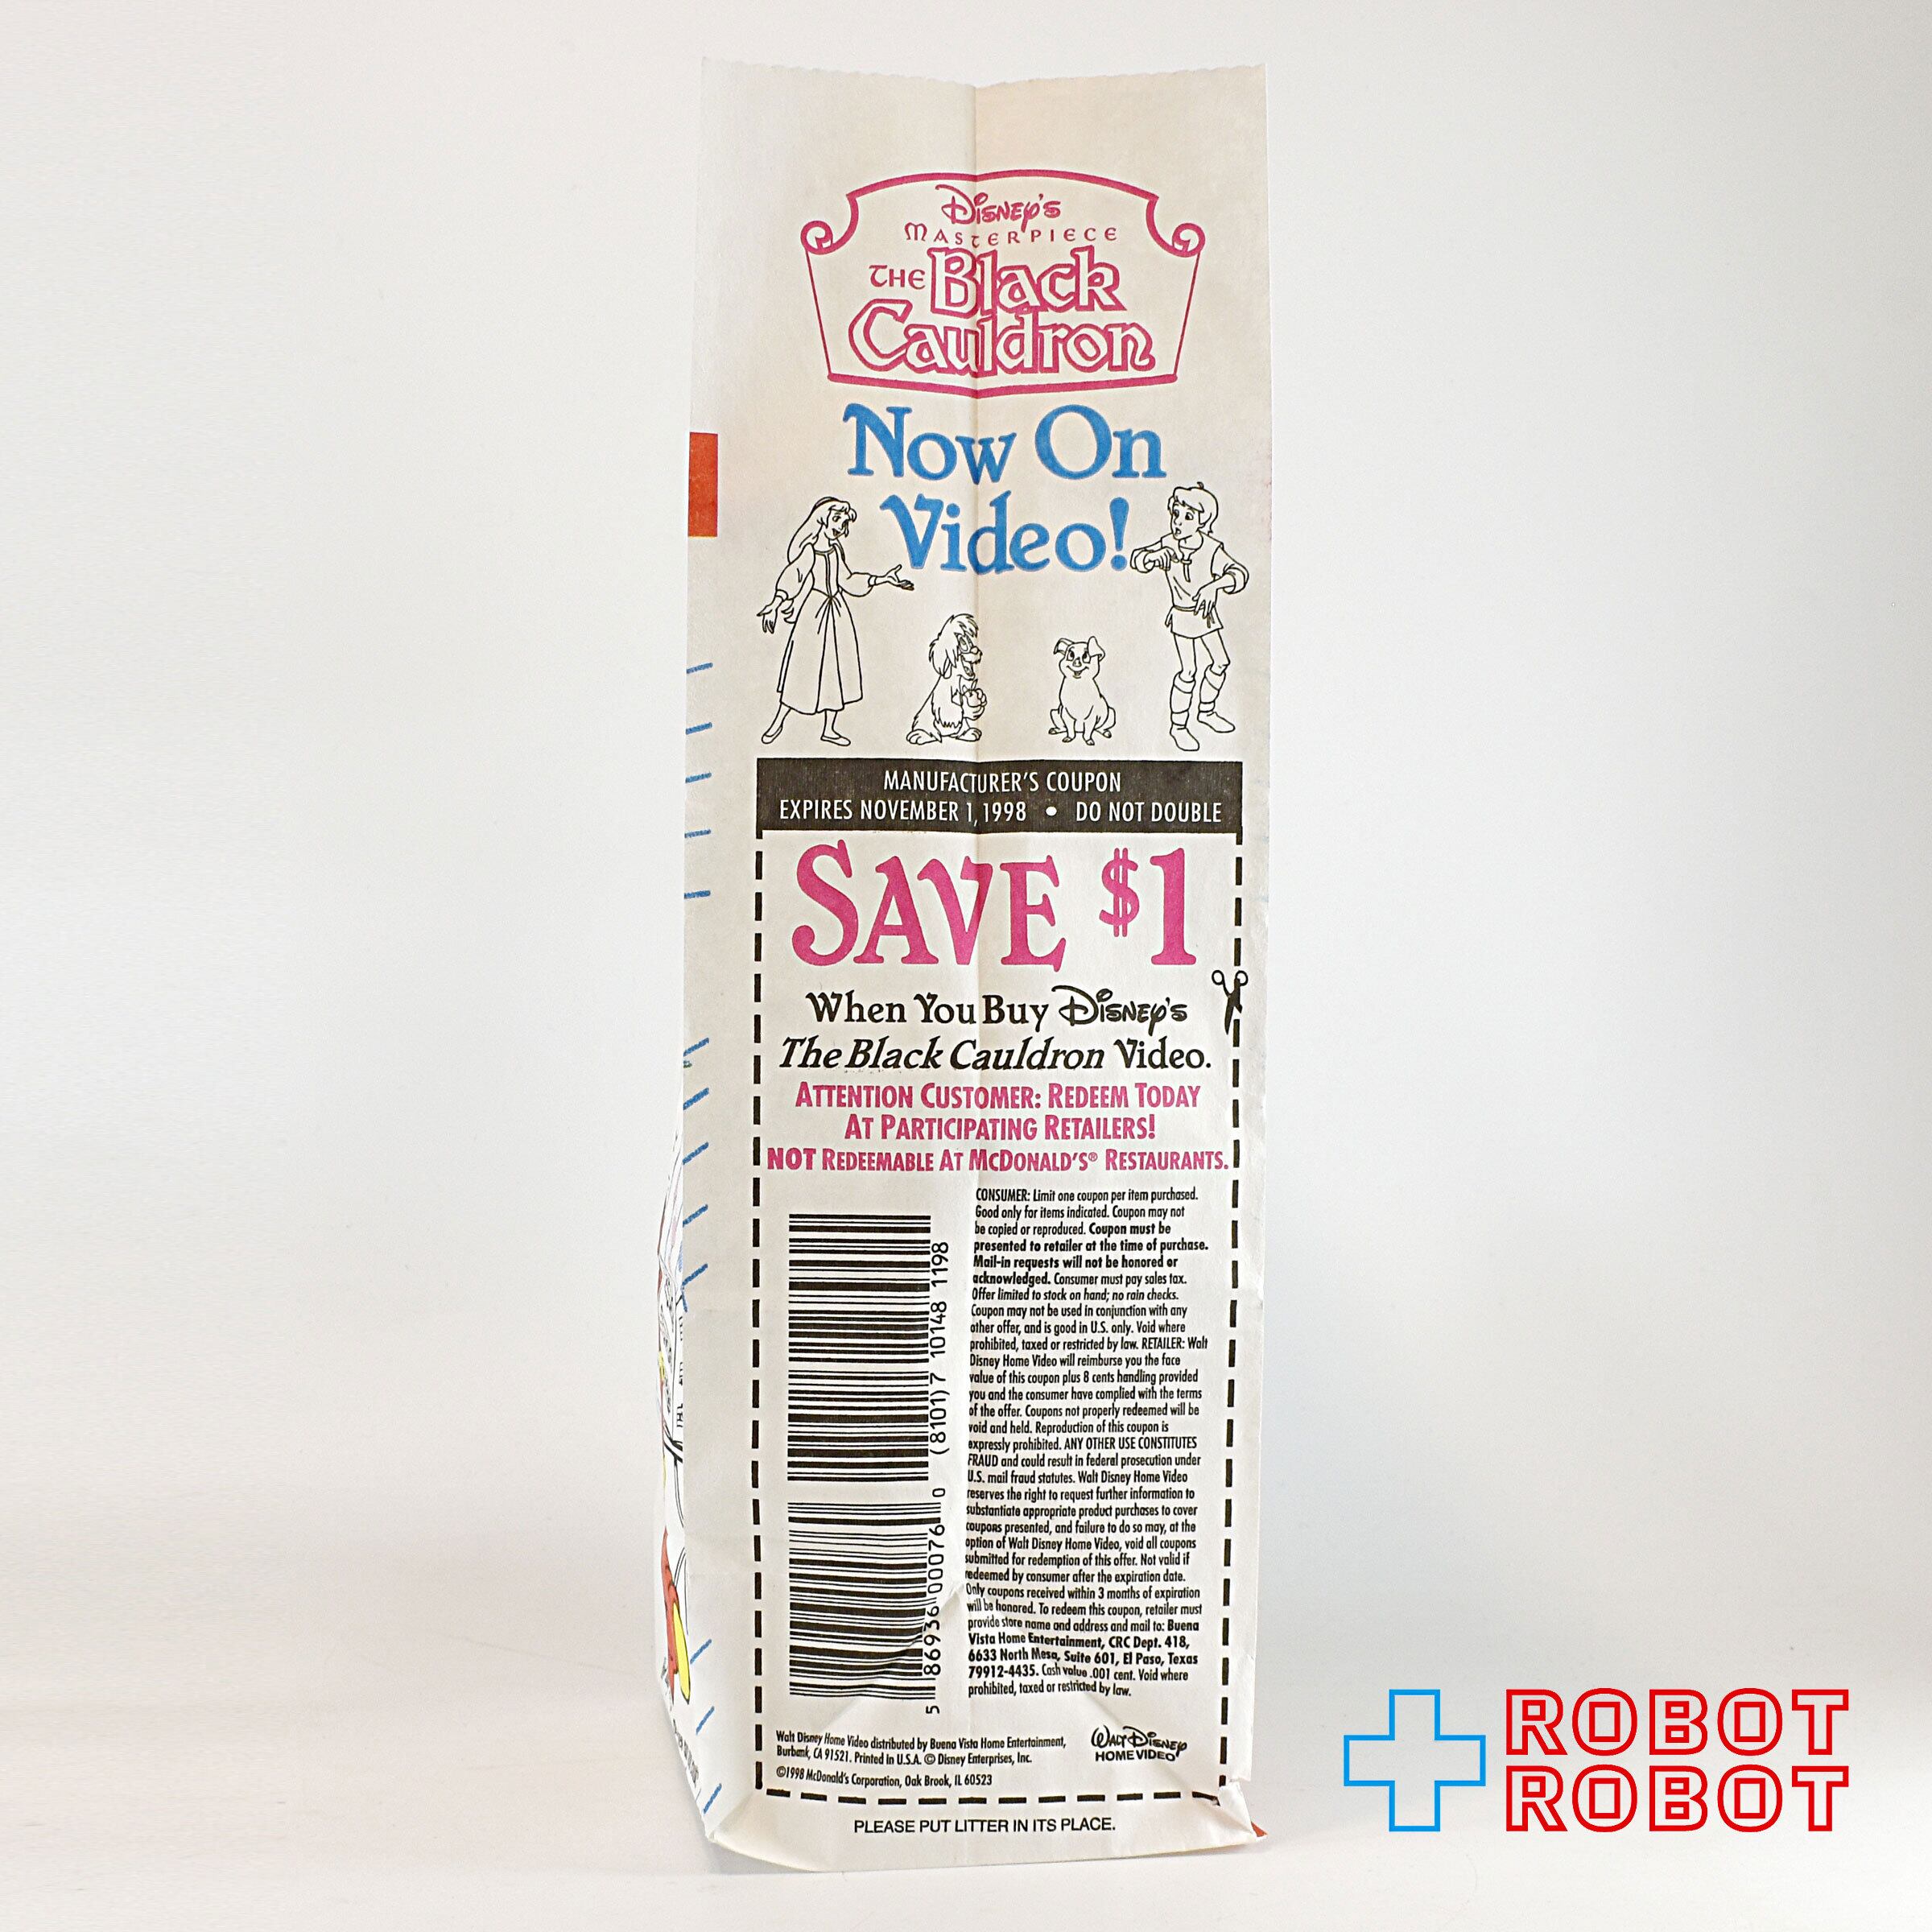 Disney's
MASTERPIECE
THE Black
Cauldron
Now On
Video!
MANUFACTURER'S COUPON
EXPIRES NOVEMBER 1, 1998 • DO NOT DOUBLE
SAVE $1
When You Buy Disney's
The Black Cauldron Video.
ATTENTION CUSTOMER: REDEEM TODAY
AT PARTICIPATING RETAILERS!
NOT REDEEMABLE AT MCDONALD'S® RESTAURANTS.
CONSUMER: Limit one coupon per item purchased.
Good only for items indicated. Coupon may not
be copied or reproduced. Coupon must be
presented to retailer at the time of purchase.
Mail-in requests will not be honored or
acknowledged. Consumer must pay sales tax.
Offer limited to stock on hand; no rain checks.
Coupon may not be used in conjunction with any
other offer, and is good in U.S. only. Void where
prohibited, taxed or restricted by law. RETAILER: Walt
Disney Home Video will reimburse you the face
value of this coupon plus 8 cents handling provided
you and the consumer have complied with the terms
of the offer. Coupons not properly redeemed will be
void and held. Reproduction of this coupon is
expressly prohibited. ANY OTHER USE CONSTITUTES
FRAUD and could result in federal prosecution under
U.S. mail fraud statutes. Walt Disney Home Video
reserves the right to request further information to
substantiate appropriate product purchases to cover
coupons presented, and failure to do so may, at the
option of Walt Disney Home Video, void all coupons
submitted for redemption of this offer. Not valid if
redeemed by consumer after the expiration date.
Only coupons received within 3 months of expiration
will be honored. To redeem this coupon, retailer must
provide store name and address and mail to: Buena
Vista Home Entertainment, CRC Dept. 418,
6633 North Mesa, Suite 601, El Paso, Texas
79912-4435. Cash value .001 cent. Void where
prohibited, taxed or restricted by law.
5 86936 00076 0 (8101) 7 10148 1198
Walt Disney Home Video distributed by Buena Vista Home Entertainment,
Burbank, CA 91521. Printed in U.S.A. © Disney Enterprises, Inc.
©1998 McDonald's Corporation, Oak Brook, IL 60523
WALT DISNEY
HOME VIDEO
PLEASE PUT LITTER IN ITS PLACE.
ROBOT
ROBOT